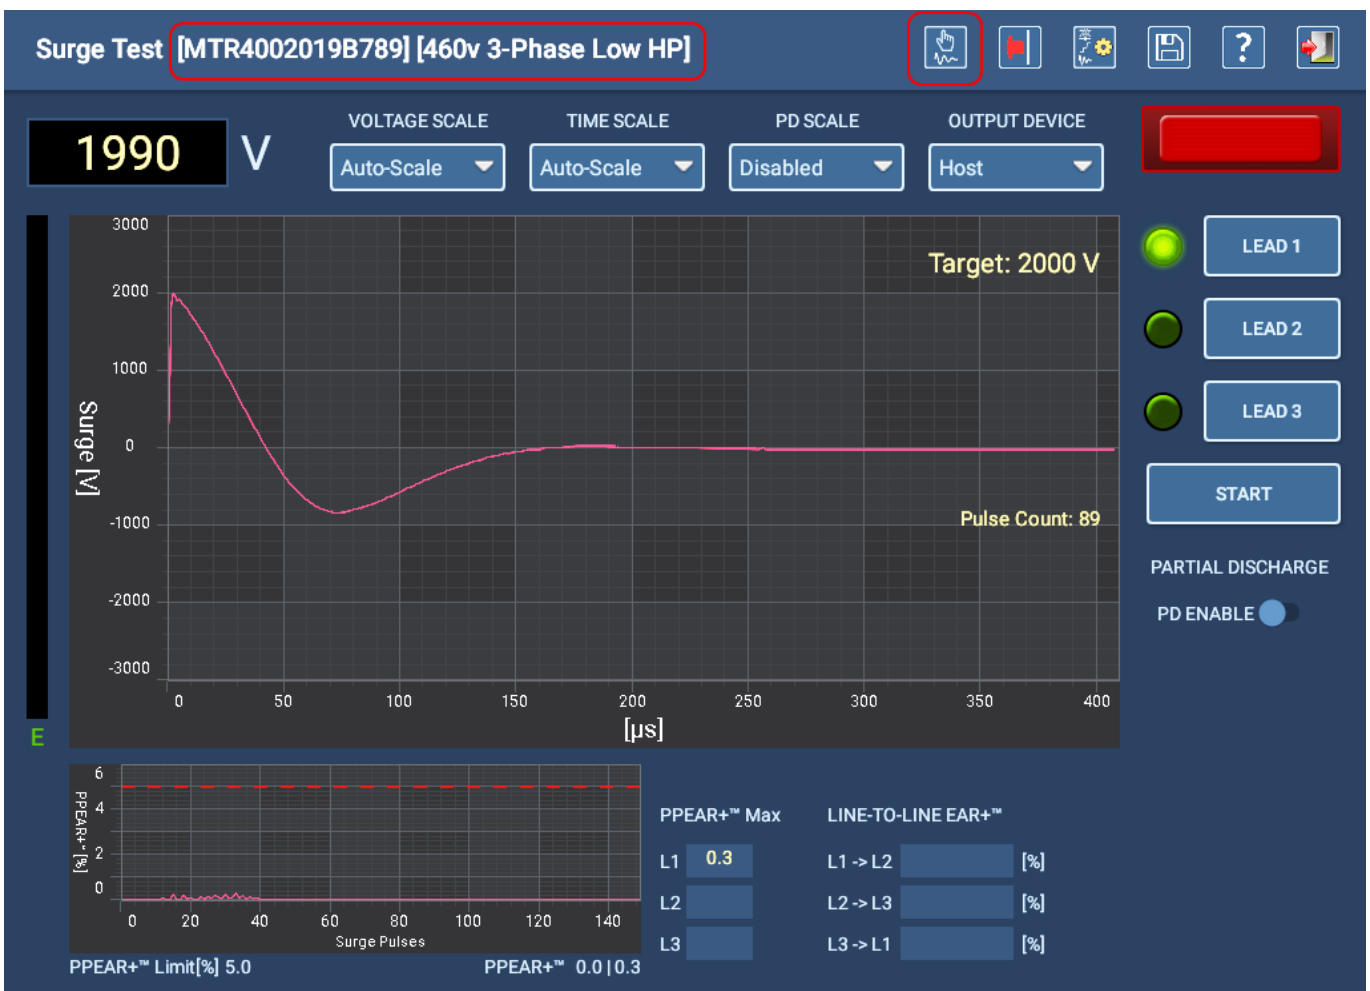 Surge Test [MTR4002019B789] [460v 3-Phase Low HP]
?
1990 V
VOLTAGE SCALE
TIME SCALE
PD SCALE
OUTPUT DEVICE
Auto-Scale
Auto-Scale
Disabled
Host
3000
2000
1000
0
-1000
-2000
-3000
Surge [V]
Target: 2000 V
Pulse Count: 89
0 50 100 150 200 250 300 350 400
[µs]
E
LEAD 1
LEAD 2
LEAD 3
START
PARTIAL DISCHARGE
PD ENABLE
6
4
2
0
PPEAR+™ [%]
0 20 40 60 80 100 120 140
Surge Pulses
PPEAR+™ Limit[%] 5.0
PPEAR+™ 0.0|0.3
PPEAR+™ Max
LINE-TO-LINE EAR+™
L1 0.3
L1 -> L2 [%]
L2
L2 -> L3 [%]
L3
L3 -> L1 [%]